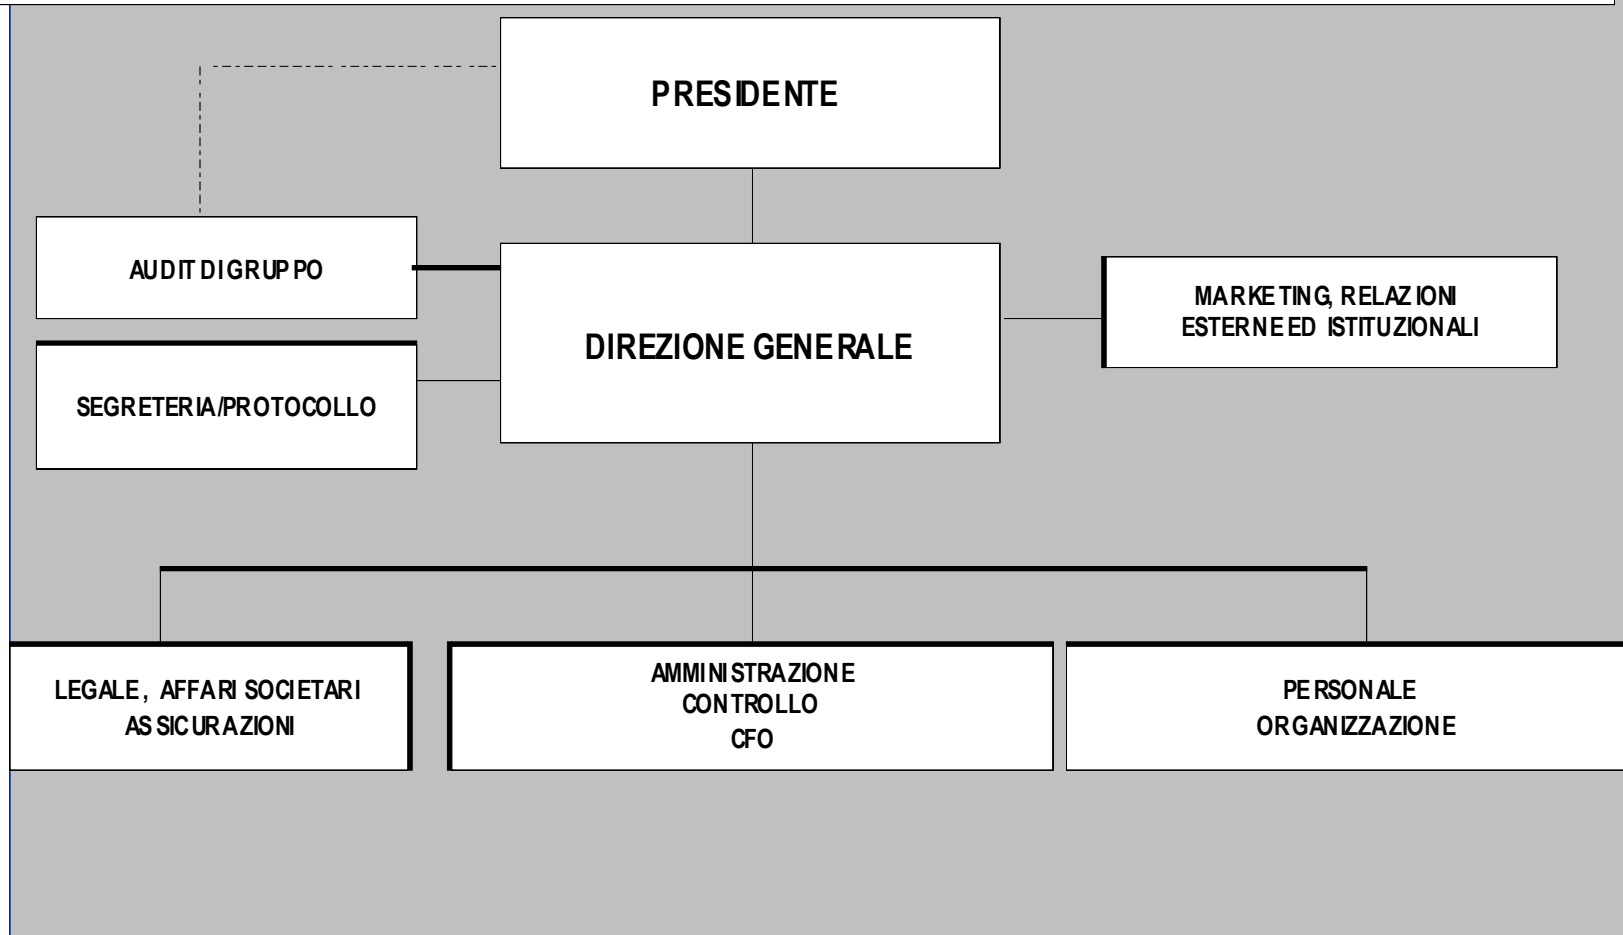 PRESIDENTE
AUDIT DI GRUPPO
DIREZIONE GENERALE
MARKETING, RELAZIONI
ESTERNE ED ISTITUZIONALI
SEGRETERIA/PROTOCOLLO
LEGALE, AFFARI SOCIETARI
ASSICURAZIONI
AMMINISTRAZIONE
CONTROLLO
CFO
PERSONALE
ORGANIZZAZIONE